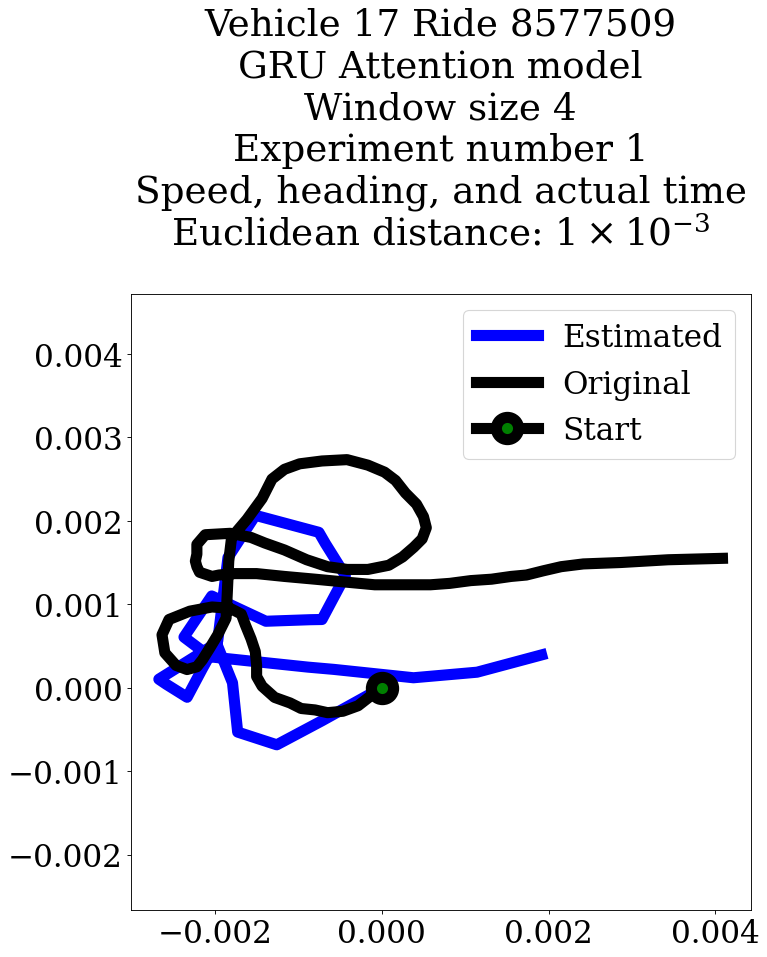 Vehicle 17 Ride 8577509
GRU Attention model
Window size 4
Experiment number 1
Speed, heading, and actual time
Euclidean distance: 1 × 10⁻³
Estimated
Original
Start
0.004
0.003
0.002
0.001
0.000
−0.001
−0.002
−0.002 0.000 0.002 0.004